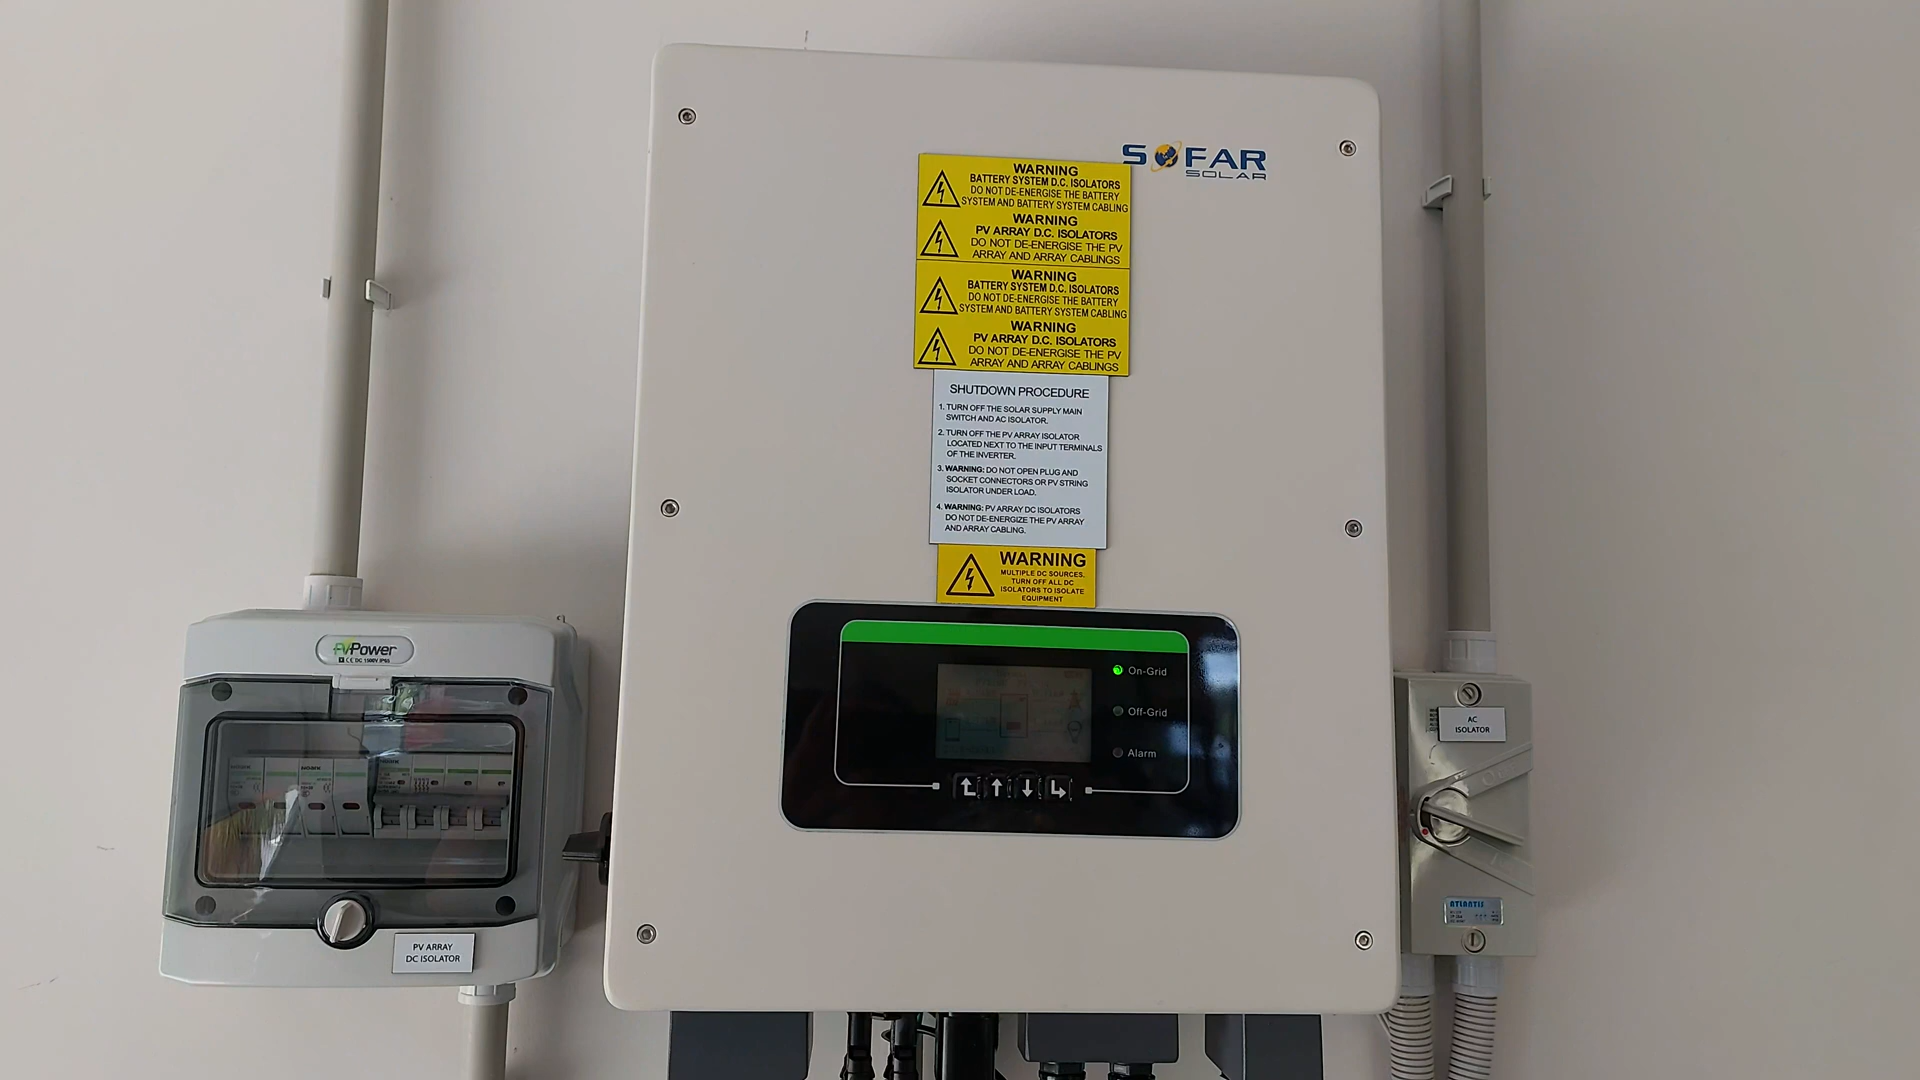 SOFAR
SOLAR
WARNING
BATTERY SYSTEM D.C. ISOLATORS
DO NOT DE-ENERGISE THE BATTERY
SYSTEM AND BATTERY SYSTEM CABLING
WARNING
PV ARRAY D.C. ISOLATORS
DO NOT DE-ENERGISE THE PV
ARRAY AND ARRAY CABLINGS
WARNING
BATTERY SYSTEM D.C. ISOLATORS
DO NOT DE-ENERGISE THE BATTERY
SYSTEM AND BATTERY SYSTEM CABLING
WARNING
PV ARRAY D.C. ISOLATORS
DO NOT DE-ENERGISE THE PV
ARRAY AND ARRAY CABLINGS
SHUTDOWN PROCEDURE
1. TURN OFF THE SOLAR SUPPLY MAIN
SWITCH AND AC ISOLATOR.
2. TURN OFF THE PV ARRAY ISOLATOR
LOCATED NEXT TO THE INPUT TERMINALS
OF THE INVERTER.
3. WARNING: DO NOT OPEN PLUG AND
SOCKET CONNECTORS OR PV STRING
ISOLATOR UNDER LOAD.
4. WARNING: PV ARRAY DC ISOLATORS
DO NOT DE-ENERGIZE THE PV ARRAY
AND ARRAY CABLING.
WARNING
MULTIPLE DC SOURCES.
TURN OFF ALL DC
ISOLATORS TO ISOLATE
EQUIPMENT
On-Grid
Off-Grid
Alarm
PVPower
DC 1500V IP65
PV ARRAY
DC ISOLATOR
AC
ISOLATOR
ATLANTIS